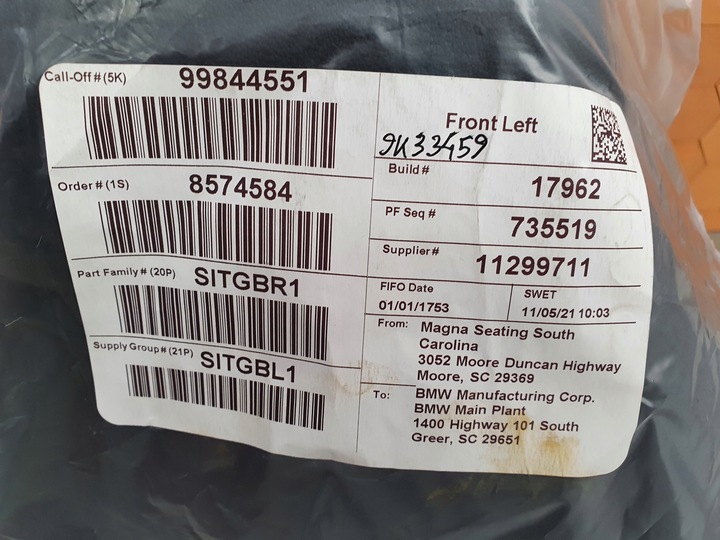 Call-Off # (5K) 99844551
Order # (1S) 8574584
Part Family # (20P) SITGBR1
Supply Group # (21P) SITGBL1
Front Left
9K33459
Build # 17962
PF Seq # 735519
Supplier# 11299711
FIFO Date
01/01/1753
SWET
11/05/21 10:03
From: Magna Seating South
Carolina
3052 Moore Duncan Highway
Moore, SC 29369
To: BMW Manufacturing Corp.
BMW Main Plant
1400 Highway 101 South
Greer, SC 29651